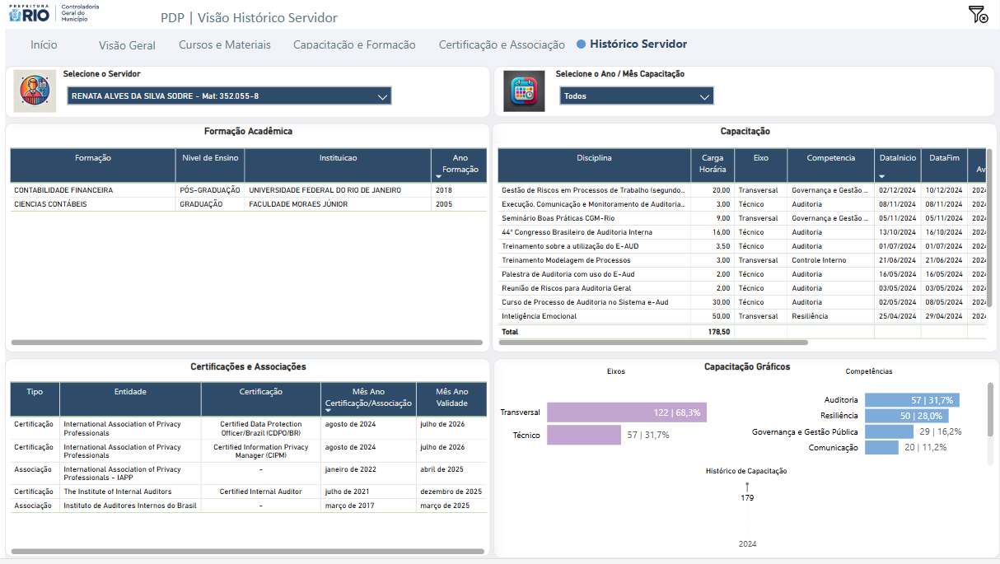 PREFEITURA
RIO
Controladoria
Geral do
Município
PDP | Visão Histórico Servidor
Início Visão Geral Cursos e Materiais Capacitação e Formação Certificação e Associação Histórico Servidor
Selecione o Servidor
RENATA ALVES DA SILVA SODRE - Mat: 352.055-8
Selecione o Ano / Mês Capacitação
Todos
Formação Acadêmica
Formação Nível de Ensino Instituicao Ano Formação
CONTABILIDADE FINANCEIRA PÓS-GRADUAÇÃO UNIVERSIDADE FEDERAL DO RIO DE JANEIRO 2018
CIENCIAS CONTÁBEIS GRADUAÇÃO FACULDADE MORAES JÚNIOR 2005
Capacitação
Disciplina Carga Horária Eixo Competencia DataInicio DataFim Av
Gestão de Riscos em Processos de Trabalho (segundo... 20,00 Transversal Governança e Gestão ... 02/12/2024 10/12/2024 2024
Execução, Comunicação e Monitoramento de Auditoria... 3,00 Técnico Auditoria 08/11/2024 08/11/2024 2024
Seminário Boas Práticas CGM-Rio 9,00 Transversal Governança e Gestão ... 05/11/2024 05/11/2024 2024
44º Congresso Brasileiro de Auditoria Interna 16,00 Técnico Auditoria 13/10/2024 16/10/2024 2024
Treinamento sobre a utilização do E-AUD 3,50 Técnico Auditoria 01/07/2024 01/07/2024 2024
Treinamento Modelagem de Processos 3,00 Transversal Controle Interno 21/06/2024 21/06/2024 2024
Palestra de Auditoria com uso do E-Aud 2,00 Técnico Auditoria 16/05/2024 16/05/2024 2024
Reunião de Riscos para Auditoria Geral 2,00 Técnico Auditoria 03/05/2024 03/05/2024 2024
Curso de Processo de Auditoria no Sistema e-Aud 30,00 Técnico Auditoria 02/05/2024 08/05/2024 2024
Inteligência Emocional 50,00 Transversal Resiliência 25/04/2024 29/04/2024 2024
Total 178,50
Certificações e Associações
Tipo Entidade Certificação Mês Ano Certificação/Associação Mês Ano Validade
Certificação International Association of Privacy Professionals Certified Data Protection Officer/Brazil (CDPO/BR) agosto de 2024 julho de 2026
Certificação International Association of Privacy Professionals Certified Information Privacy Manager (CIPM) agosto de 2024 julho de 2026
Associação International Association of Privacy Professionals - IAPP - janeiro de 2022 abril de 2025
Certificação The Institute of Internal Auditors Certified Internal Auditor julho de 2021 dezembro de 2025
Associação Instituto de Auditores Internos do Brasil - março de 2017 março de 2025
Capacitação Gráficos
Eixos
Transversal 122 | 68,3%
Técnico 57 | 31,7%
Competências
Auditoria 57 | 31,7%
Resiliência 50 | 28,0%
Governança e Gestão Pública 29 | 16,2%
Comunicação 20 | 11,2%
Histórico de Capacitação
179
2024